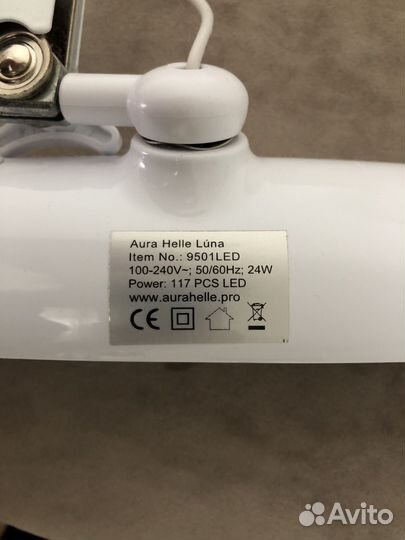 Aura Helle Lúna
Item No.: 9501LED
100-240V~; 50/60Hz; 24W
Power: 117 PCS LED
www.aurahelle.pro
CE
Avito